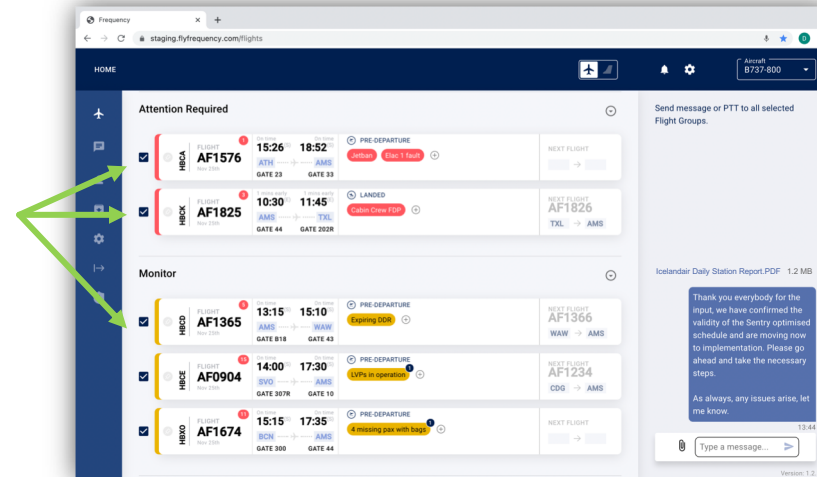 Frequency
staging.flyfrequency.com/flights
D
HOME
Aircraft
B737-800
Attention Required
HBCA
FLIGHT
1
AF1576
Nov 25th
On time
On time
15:26
18:52
ATH
AMS
GATE 23
GATE 33
PRE-DEPARTURE
Jetban
Elac 1 fault
NEXT FLIGHT
HBCK
FLIGHT
AF1825
Nov 25th
1 mins early
1 mins early
10:30
11:45
AMS
TXL
GATE 44
GATE 202R
LANDED
Cabin Crew FDP
NEXT FLIGHT
AF1826
TXL → AMS
Monitor
HBCD
FLIGHT
AF1365
Nov 25th
On time
On time
13:15
15:10
AMS
WAW
GATE B18
GATE 43
PRE-DEPARTURE
Expiring DDR
NEXT FLIGHT
AF1366
WAW → AMS
HBCE
FLIGHT
15
AF0904
Nov 25th
On time
On time
14:00
17:30
SVO
AMS
GATE 307R
GATE 10
PRE-DEPARTURE
LVPs in operation
1
NEXT FLIGHT
AF1234
CDG → AMS
HBXO
FLIGHT
11
AF1674
Nov 25th
On time
On time
15:15
17:35
BCN
AMS
GATE 300
GATE 44
PRE-DEPARTURE
4 missing pax with bags
1
NEXT FLIGHT
Send message or PTT to all selected
Flight Groups.
Icelandair Daily Station Report.PDF 1.2 MB
Thank you everybody for the
input, we have confirmed the
validity of the Sentry optimised
schedule and are moving now
to implementation. Please go
ahead and take the necessary
steps.
As always, any issues arise, let
me know.
13:44
Type a message...
Version: 1.2.